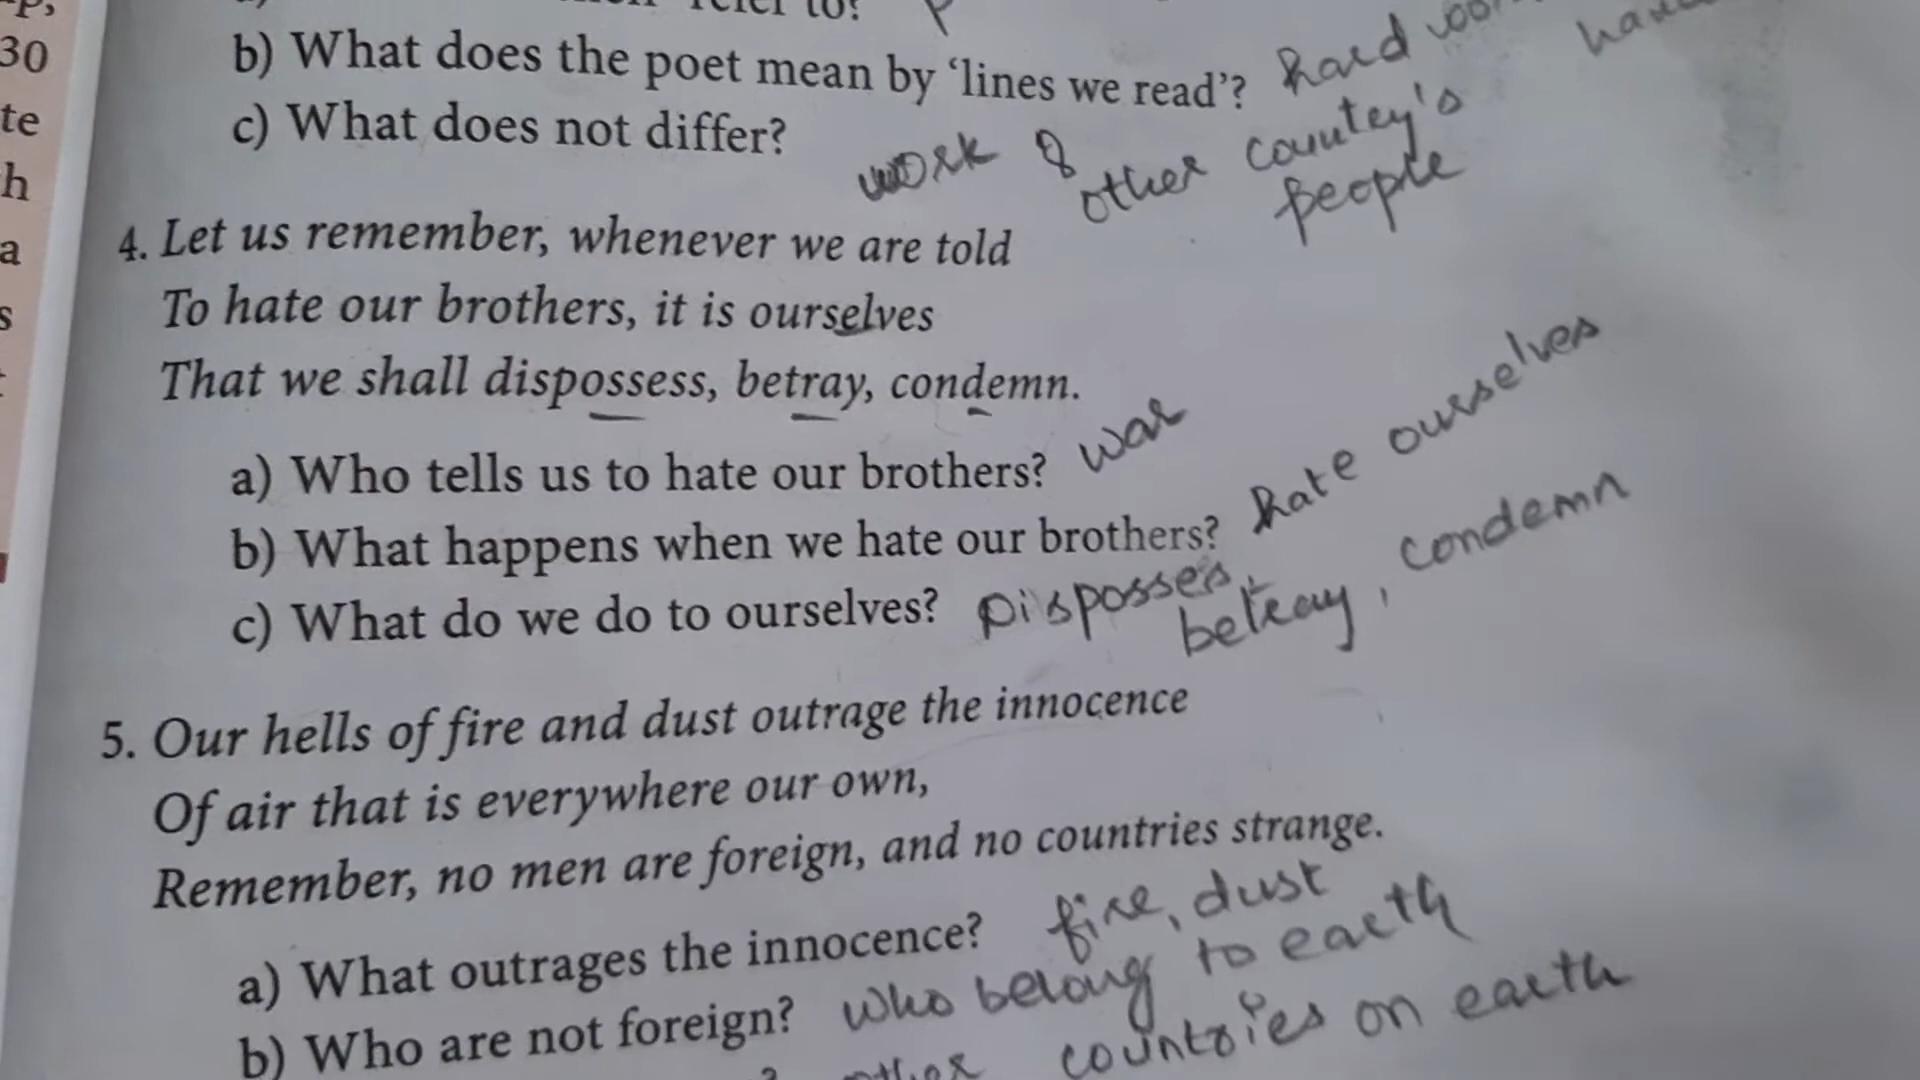 30
te
h
a
s
b) What does the poet mean by 'lines we read'? hard
c) What does not differ? work & other countey's people
4. Let us remember, whenever we are told
To hate our brothers, it is ourselves
That we shall dispossess, betray, condemn.
a) Who tells us to hate our brothers? war
b) What happens when we hate our brothers? hate ourselves
c) What do we do to ourselves? Dispossess, betray, condemn
5. Our hells of fire and dust outrage the innocence
Of air that is everywhere our own,
Remember, no men are foreign, and no countries strange.
a) What outrages the innocence? fire, dust
b) Who are not foreign? who belong to earth
other countries on earth